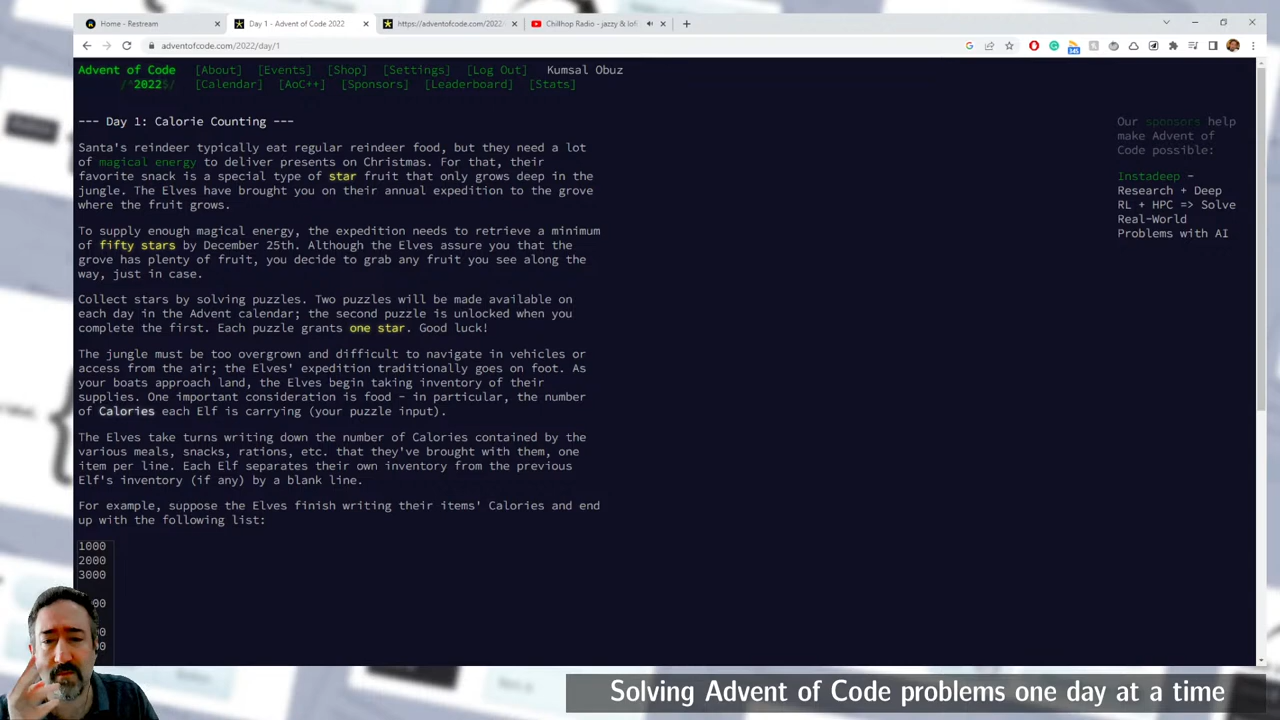 Home - Restream
Day 1 - Advent of Code 2022
https://adventofcode.com/2022
Chillhop Radio - jazzy & lofi
adventofcode.com/2022/day/1
345
Advent of Code [About] [Events] [Shop] [Settings] [Log Out] Kumsal Obuz
/^2022$/ [Calendar] [AoC++] [Sponsors] [Leaderboard] [Stats]
--- Day 1: Calorie Counting ---
Santa's reindeer typically eat regular reindeer food, but they need a lot
of magical energy to deliver presents on Christmas. For that, their
favorite snack is a special type of star fruit that only grows deep in the
jungle. The Elves have brought you on their annual expedition to the grove
where the fruit grows.
To supply enough magical energy, the expedition needs to retrieve a minimum
of fifty stars by December 25th. Although the Elves assure you that the
grove has plenty of fruit, you decide to grab any fruit you see along the
way, just in case.
Collect stars by solving puzzles. Two puzzles will be made available on
each day in the Advent calendar; the second puzzle is unlocked when you
complete the first. Each puzzle grants one star. Good luck!
The jungle must be too overgrown and difficult to navigate in vehicles or
access from the air; the Elves' expedition traditionally goes on foot. As
your boats approach land, the Elves begin taking inventory of their
supplies. One important consideration is food - in particular, the number
of Calories each Elf is carrying (your puzzle input).
The Elves take turns writing down the number of Calories contained by the
various meals, snacks, rations, etc. that they've brought with them, one
item per line. Each Elf separates their own inventory from the previous
Elf's inventory (if any) by a blank line.
For example, suppose the Elves finish writing their items' Calories and end
up with the following list:
1000
2000
3000
Our sponsors help
make Advent of
Code possible:
Instadeep -
Research + Deep
RL + HPC => Solve
Real-World
Problems with AI
Solving Advent of Code problems one day at a time